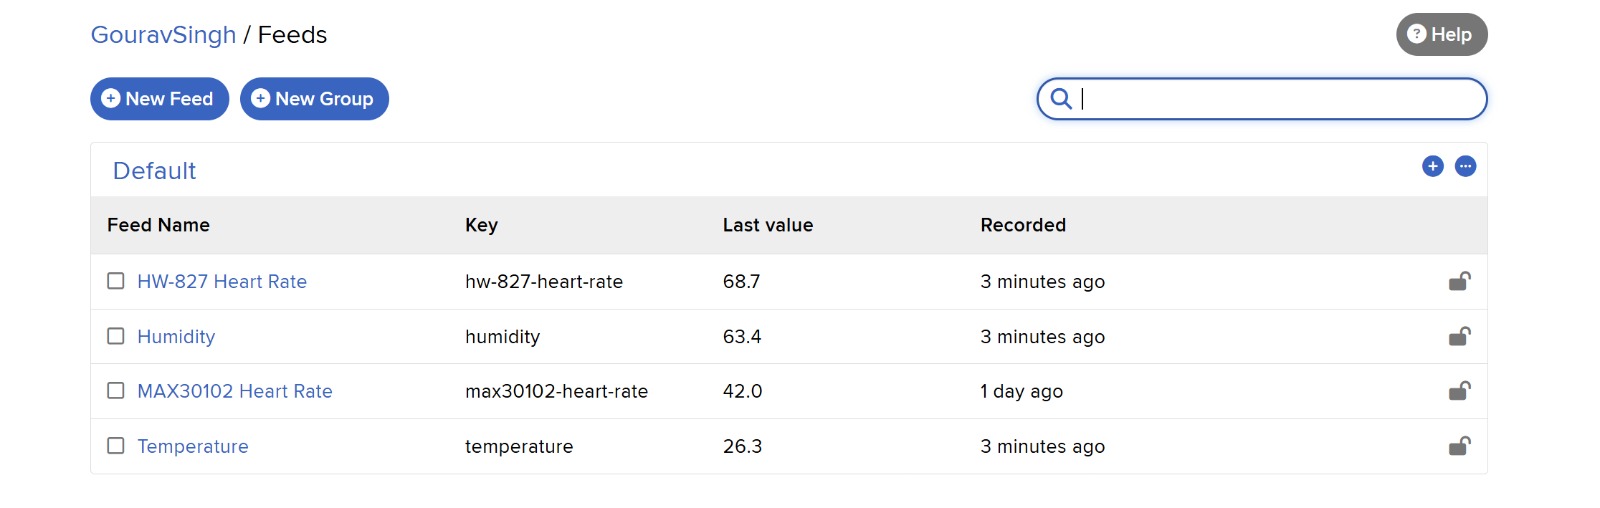 GouravSingh / Feeds
? Help
+ New Feed
+ New Group
Default
Feed Name Key Last value Recorded
HW-827 Heart Rate hw-827-heart-rate 68.7 3 minutes ago
Humidity humidity 63.4 3 minutes ago
MAX30102 Heart Rate max30102-heart-rate 42.0 1 day ago
Temperature temperature 26.3 3 minutes ago